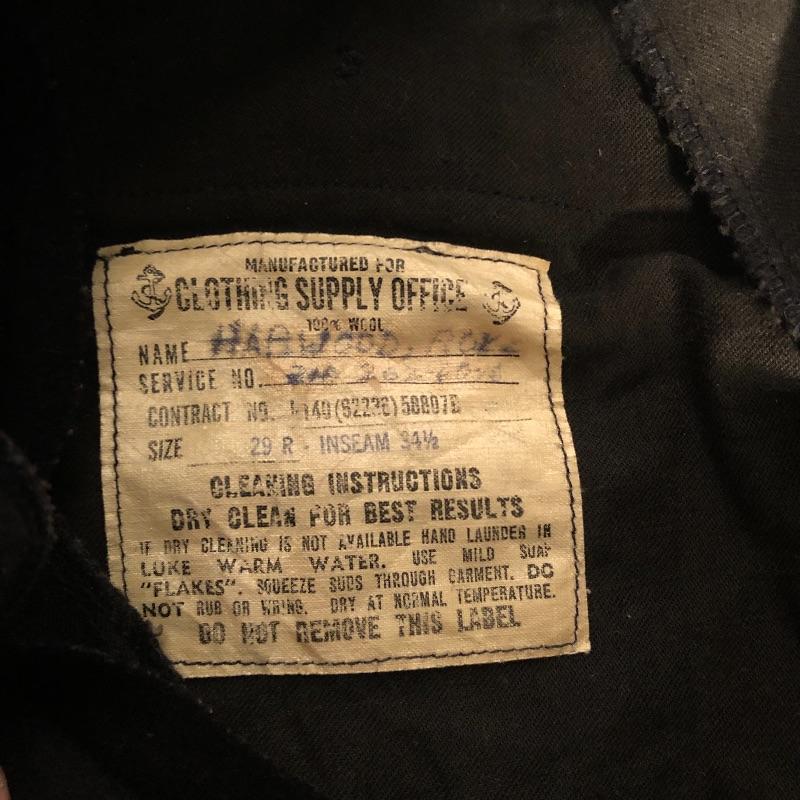 MANUFACTURED FOR
CLOTHING SUPPLY OFFICE
100% WOOL
NAME HARWOOD,
SERVICE NO.
CONTRACT NO.
SIZE 29 R - INSEAM 34½
CLEANING INSTRUCTIONS
DRY CLEAN FOR BEST RESULTS
IF DRY CLEANING IS NOT AVAILABLE HAND LAUNDER IN
LUKE WARM WATER. USE MILD SOAP
"FLAKES". SQUEEZE SUDS THROUGH GARMENT. DO
NOT RUB OR WRING. DRY AT NORMAL TEMPERATURE.
DO NOT REMOVE THIS LABEL